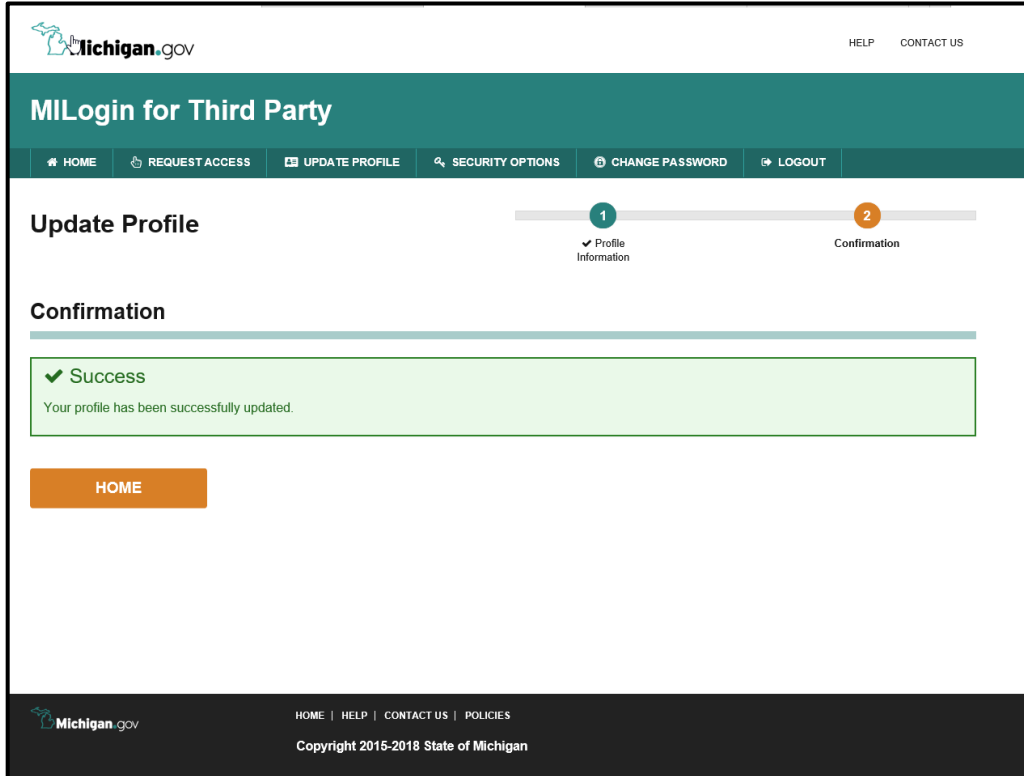 Michigan.gov
HELP CONTACT US
MILogin for Third Party
HOME REQUEST ACCESS UPDATE PROFILE SECURITY OPTIONS CHANGE PASSWORD LOGOUT
Update Profile
1
2
Profile
Information
Confirmation
Confirmation
Success
Your profile has been successfully updated.
HOME
Michigan.gov
HOME | HELP | CONTACT US | POLICIES
Copyright 2015-2018 State of Michigan